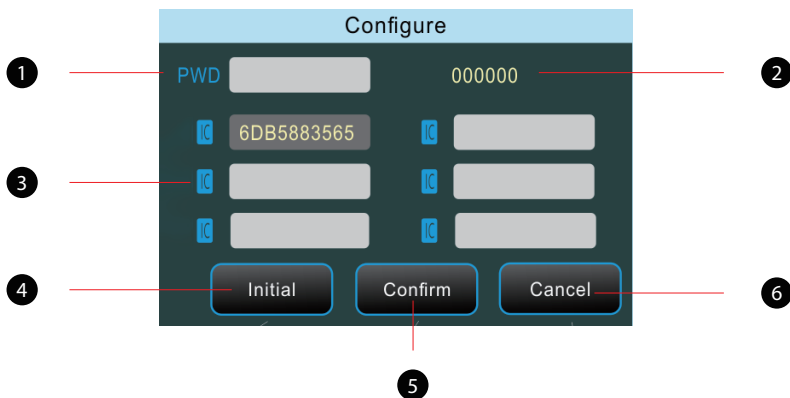 Configure
1 PWD 000000 2
IC 6DB5883565 IC
3 IC IC
IC IC
4 Initial Confirm Cancel 6
5